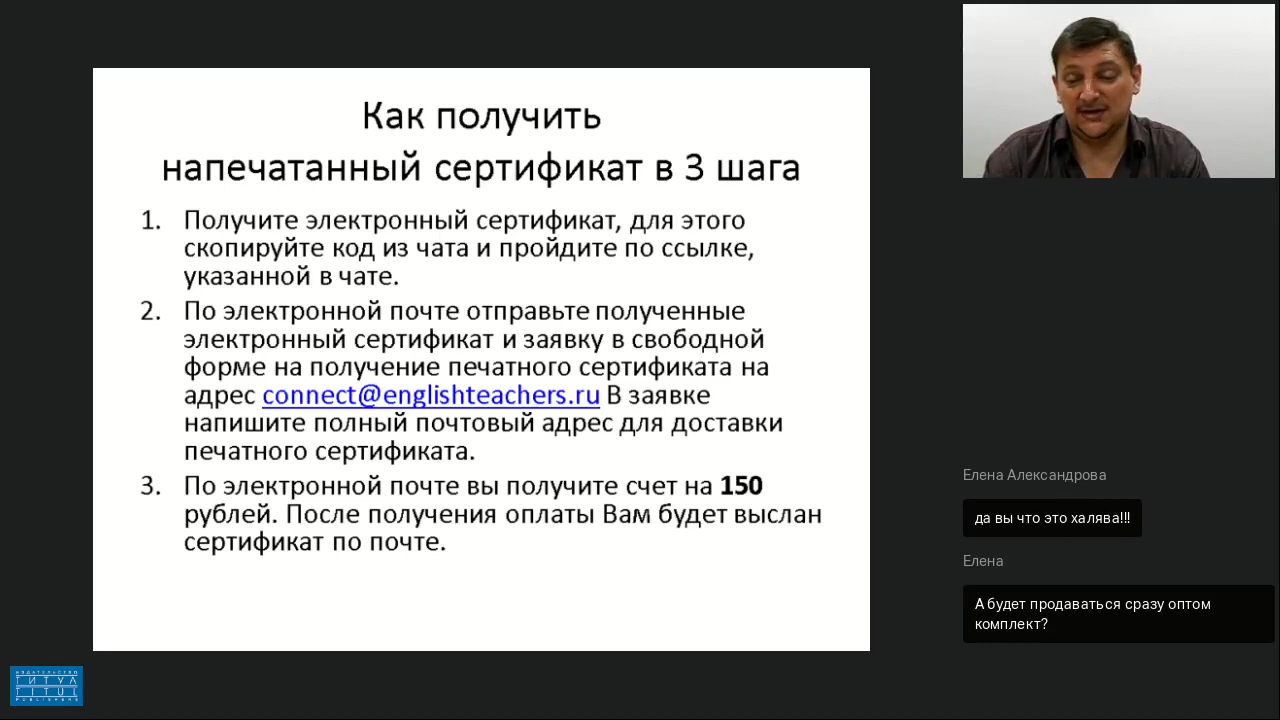 Как получить
напечатанный сертификат в 3 шага
1. Получите электронный сертификат, для этого
скопируйте код из чата и пройдите по ссылке,
указанной в чате.
2. По электронной почте отправьте полученные
электронный сертификат и заявку в свободной
форме на получение печатного сертификата на
адрес connect@englishteachers.ru В заявке
напишите полный почтовый адрес для доставки
печатного сертификата.
3. По электронной почте вы получите счет на 150
рублей. После получения оплаты Вам будет выслан
сертификат по почте.
Елена Александрова
да вы что это халява!!!
Елена
А будет продаваться сразу оптом
комплект?
ИЗДАТЕЛЬСТВО
ТИТУЛ
TITUL
PUBLISHERS